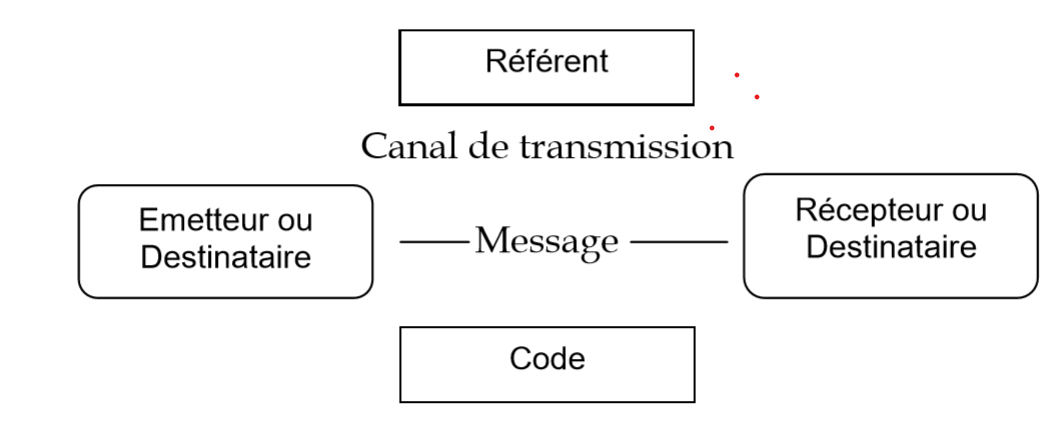 Référent
Canal de transmission
Emetteur ou
Destinataire
Message
Récepteur ou
Destinataire
Code